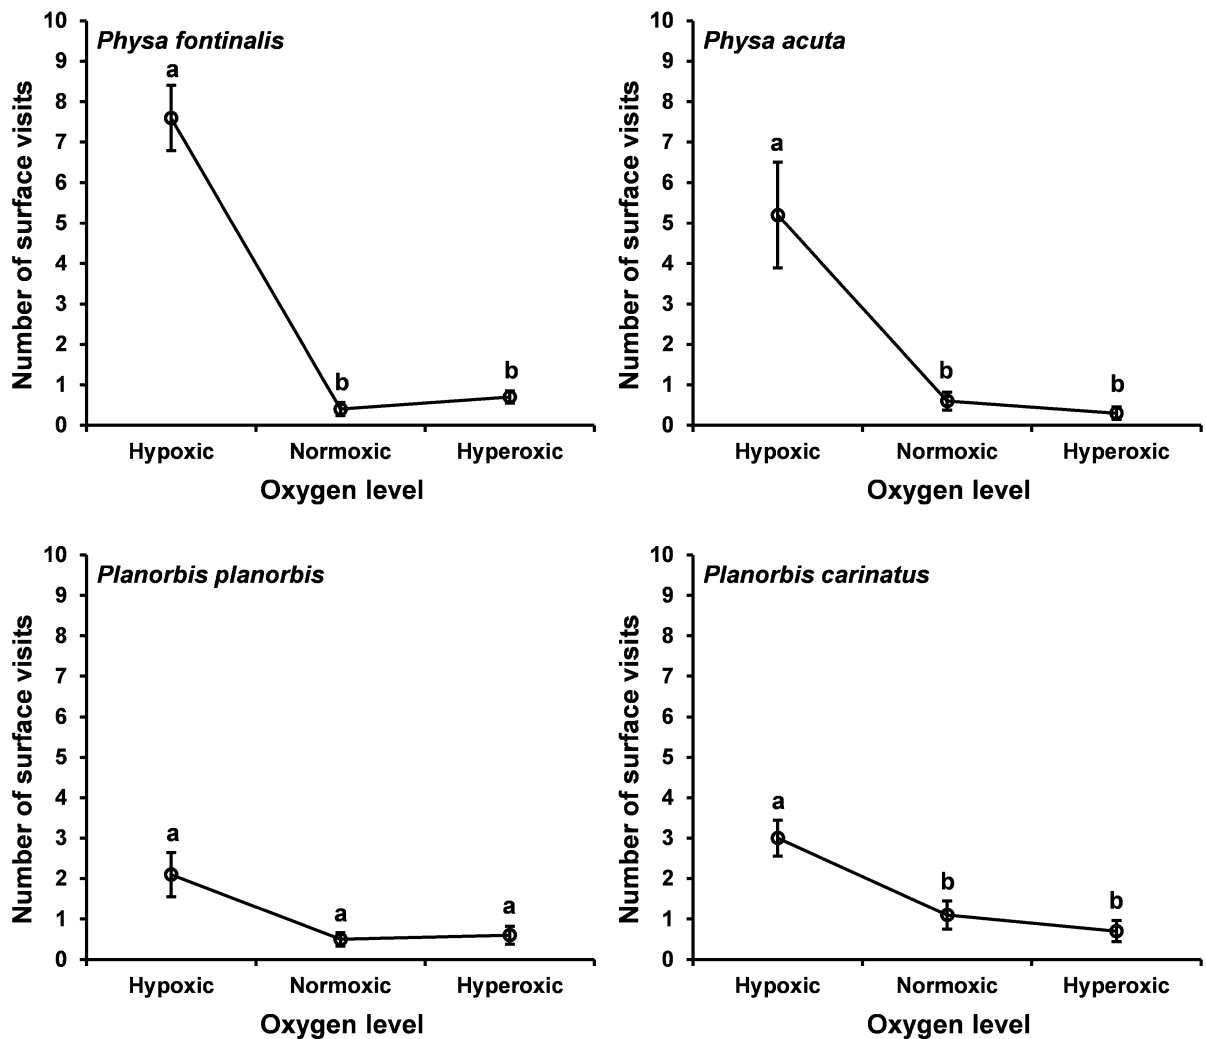 Physa fontinalis
Number of surface visits
10
9
8
7
6
5
4
3
2
1
0
a
b
b
Hypoxic Normoxic Hyperoxic
Oxygen level
Physa acuta
Number of surface visits
10
9
8
7
6
5
4
3
2
1
0
a
b
b
Hypoxic Normoxic Hyperoxic
Oxygen level
Planorbis planorbis
Number of surface visits
10
9
8
7
6
5
4
3
2
1
0
a
a
a
Hypoxic Normoxic Hyperoxic
Oxygen level
Planorbis carinatus
Number of surface visits
10
9
8
7
6
5
4
3
2
1
0
a
b
b
Hypoxic Normoxic Hyperoxic
Oxygen level